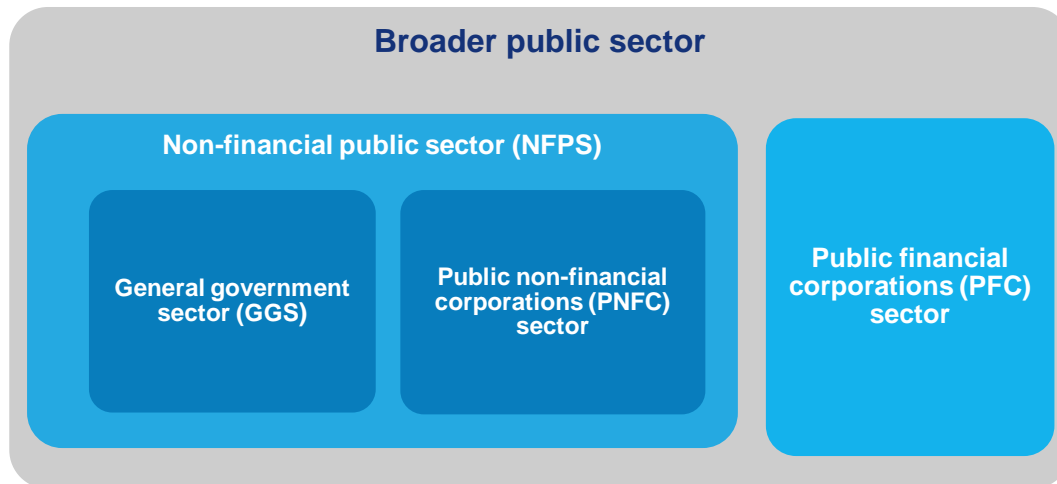 Broader public sector
Non-financial public sector (NFPS)
General government
sector (GGS)
Public non-financial
corporations (PNFC)
sector
Public financial
corporations (PFC)
sector